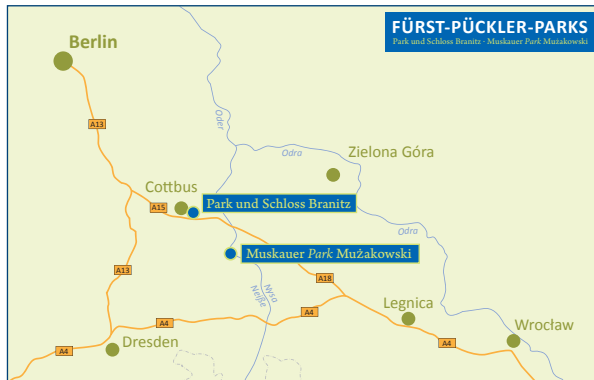 FÜRST-PÜCKLER-PARKS
Park und Schloss Branitz · Muskauer Park Mużakowski
Berlin
A13
Oder
Odra
Zielona Góra
Cottbus
A15
Park und Schloss Branitz
Odra
Muskauer Park Mużakowski
A13
A18
Nysa
Neiße
Legnica
A4
A4
Wrocław
Dresden
A4
A4